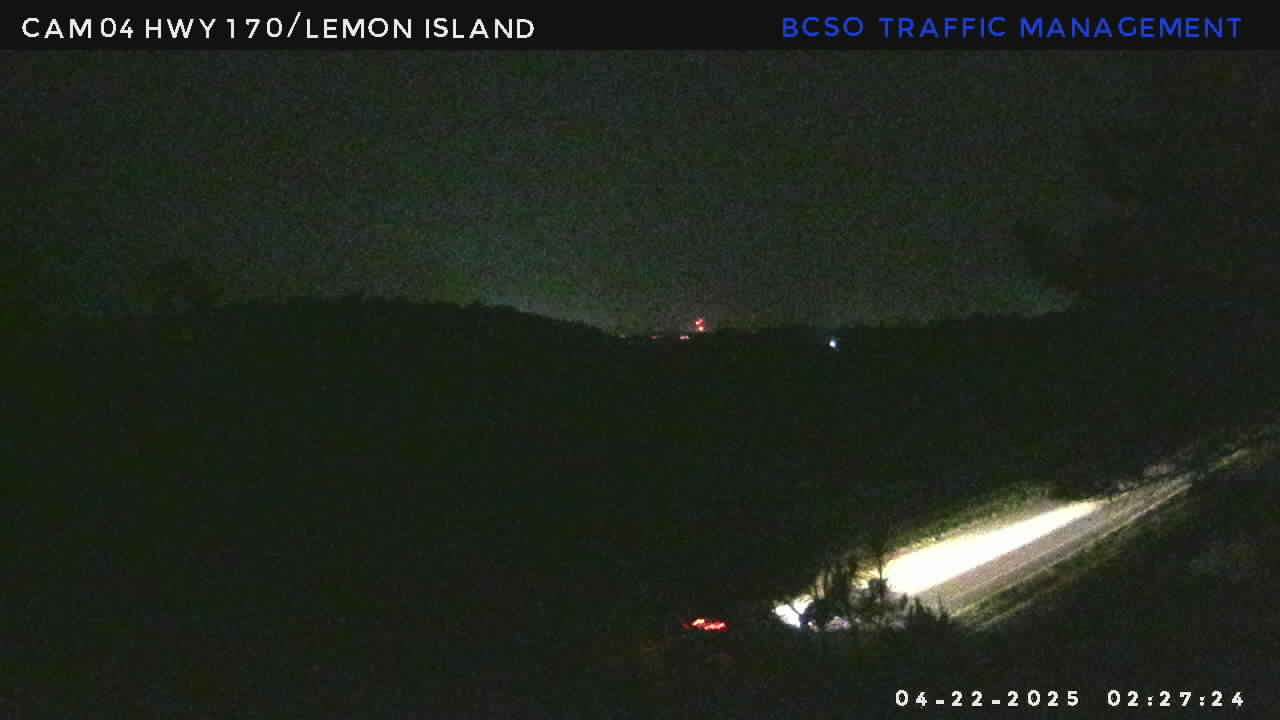 CAM04 HWY 170/LEMON ISLAND
BCSO TRAFFIC MANAGEMENT
04-22-2025 02:27:24